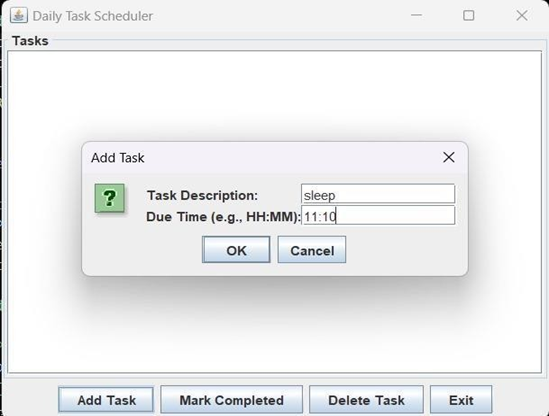 Daily Task Scheduler
Tasks
Add Task
?
Task Description: sleep
Due Time (e.g., HH:MM): 11:10
OK Cancel
Add Task Mark Completed Delete Task Exit